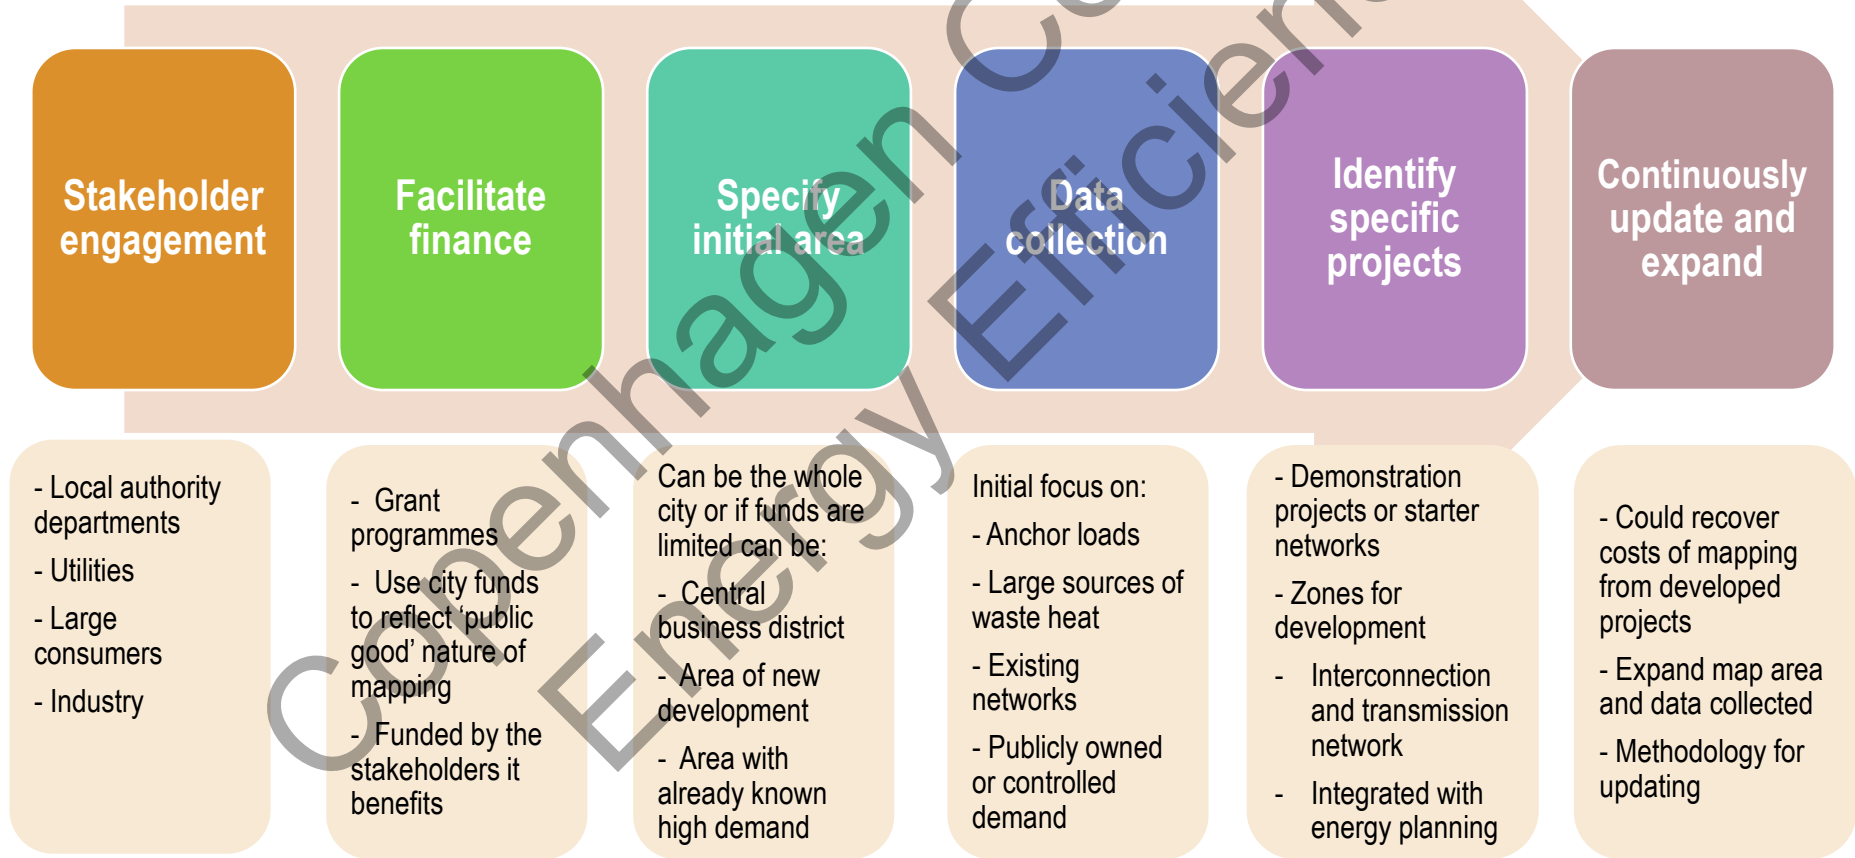 Stakeholder
engagement
Facilitate
finance
Specify
initial area
Data
collection
Identify
specific
projects
Continuously
update and
expand
- Local authority
departments
- Utilities
- Large
consumers
- Industry
- Grant
programmes
- Use city funds
to reflect ‘public
good’ nature of
mapping
- Funded by the
stakeholders it
benefits
Can be the whole
city or if funds are
limited can be:
- Central
business district
- Area of new
development
- Area with
already known
high demand
Initial focus on:
- Anchor loads
- Large sources of
waste heat
- Existing
networks
- Publicly owned
or controlled
demand
- Demonstration
projects or starter
networks
- Zones for
development
- Interconnection
and transmission
network
- Integrated with
energy planning
- Could recover
costs of mapping
from developed
projects
- Expand map area
and data collected
- Methodology for
updating
Copenhagen
Energy